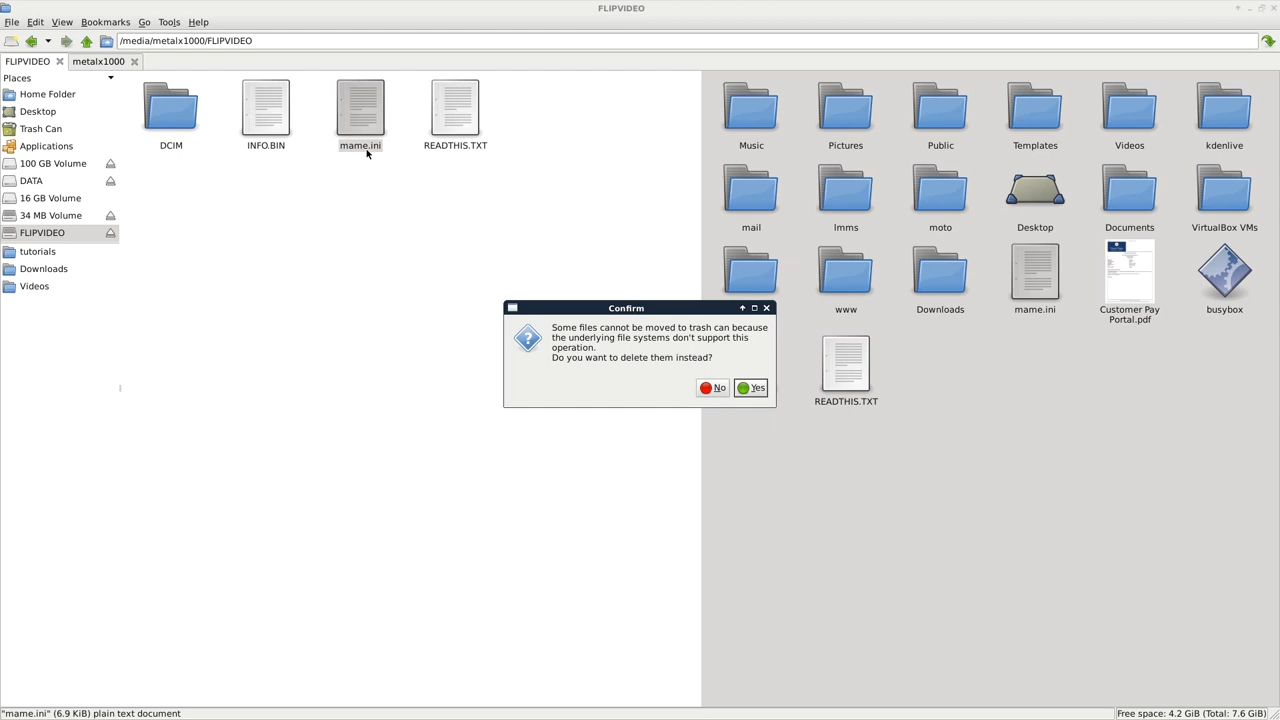 FLIPVIDEO
File Edit View Bookmarks Go Tools Help
/media/metalx1000/FLIPVIDEO
FLIPVIDEO metalx1000
Places
Home Folder
Desktop
Trash Can
Applications
100 GB Volume
DATA
16 GB Volume
34 MB Volume
FLIPVIDEO
tutorials
Downloads
Videos
DCIM INFO.BIN mame.ini READTHIS.TXT
Music Pictures Public Templates Videos kdenlive
mail lmms moto Desktop Documents VirtualBox VMs
www Downloads mame.ini Customer Pay busybox
Portal.pdf
READTHIS.TXT
Confirm
Some files cannot be moved to trash can because
the underlying file systems don't support this
operation.
Do you want to delete them instead?
No Yes
"mame.ini" (6.9 KiB) plain text document
Free space: 4.2 GiB (Total: 7.6 GiB)